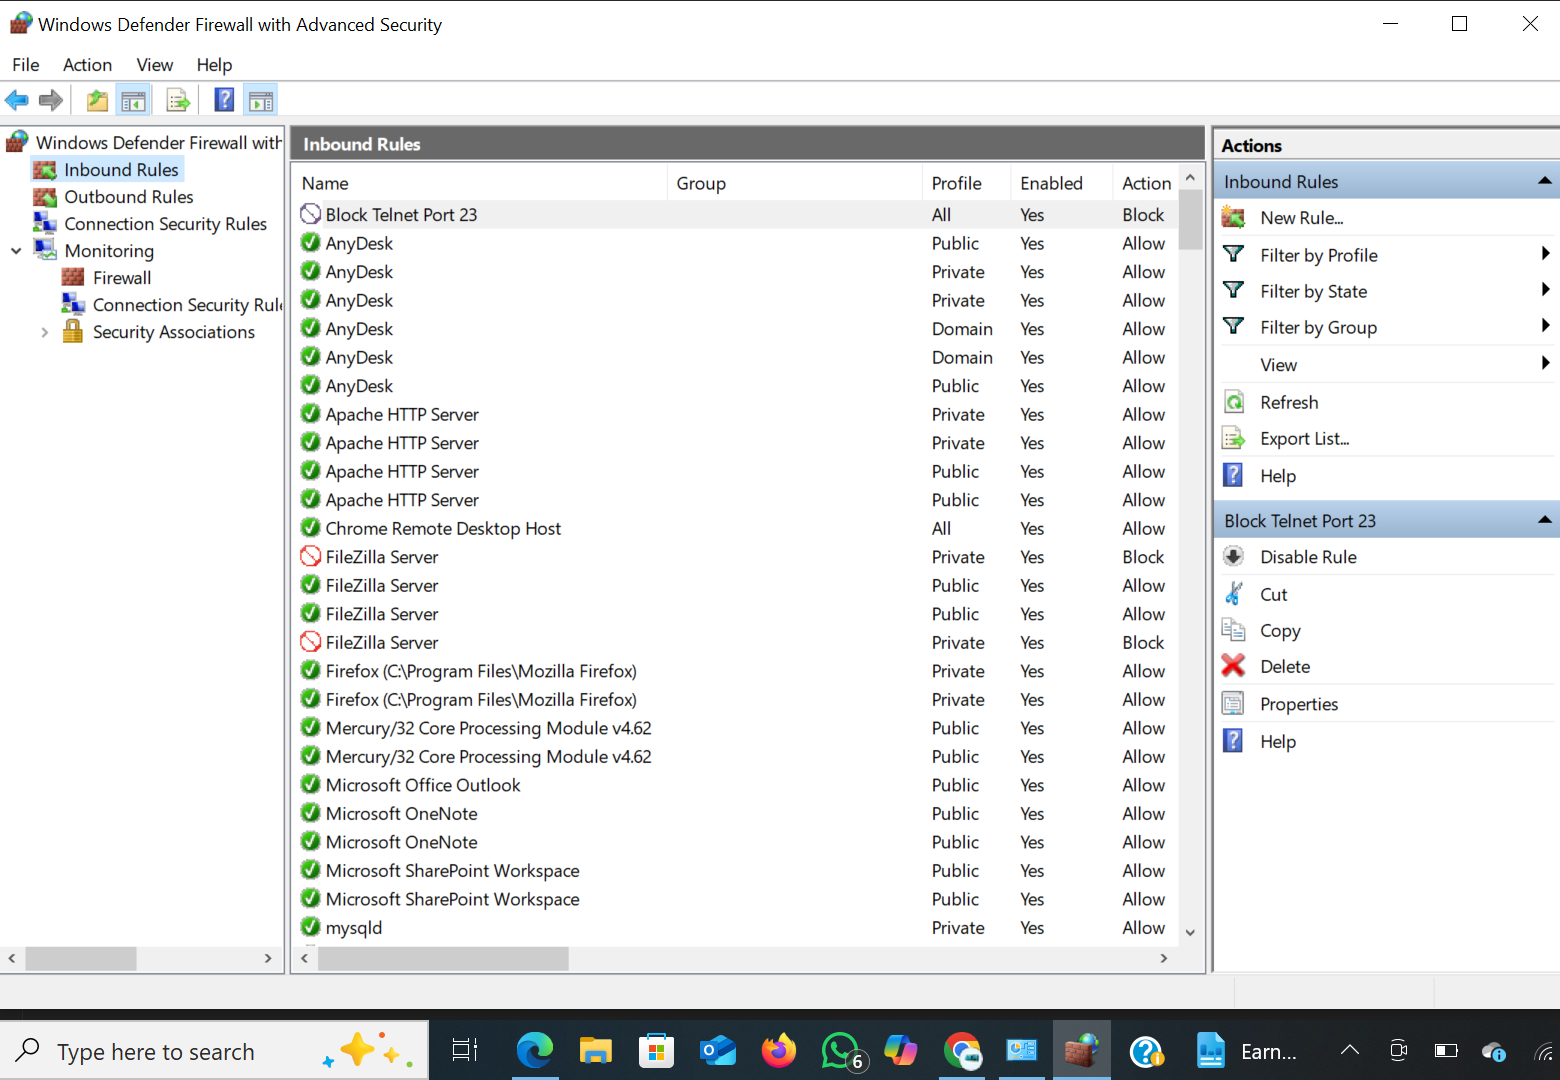 Windows Defender Firewall with Advanced Security
File Action View Help
Windows Defender Firewall with
Inbound Rules
Outbound Rules
Connection Security Rules
Monitoring
Firewall
Connection Security Rule
Security Associations
Inbound Rules
Name Group Profile Enabled Action
Block Telnet Port 23 All Yes Block
AnyDesk Public Yes Allow
AnyDesk Private Yes Allow
AnyDesk Private Yes Allow
AnyDesk Domain Yes Allow
AnyDesk Domain Yes Allow
AnyDesk Public Yes Allow
Apache HTTP Server Private Yes Allow
Apache HTTP Server Private Yes Allow
Apache HTTP Server Public Yes Allow
Apache HTTP Server Public Yes Allow
Chrome Remote Desktop Host All Yes Allow
FileZilla Server Private Yes Block
FileZilla Server Public Yes Allow
FileZilla Server Public Yes Allow
FileZilla Server Private Yes Block
Firefox (C:\Program Files\Mozilla Firefox) Private Yes Allow
Firefox (C:\Program Files\Mozilla Firefox) Private Yes Allow
Mercury/32 Core Processing Module v4.62 Public Yes Allow
Mercury/32 Core Processing Module v4.62 Public Yes Allow
Microsoft Office Outlook Public Yes Allow
Microsoft OneNote Public Yes Allow
Microsoft OneNote Public Yes Allow
Microsoft SharePoint Workspace Public Yes Allow
Microsoft SharePoint Workspace Public Yes Allow
mysqld Private Yes Allow
Actions
Inbound Rules
New Rule...
Filter by Profile
Filter by State
Filter by Group
View
Refresh
Export List...
Help
Block Telnet Port 23
Disable Rule
Cut
Copy
Delete
Properties
Help
Type here to search
6
Earn...